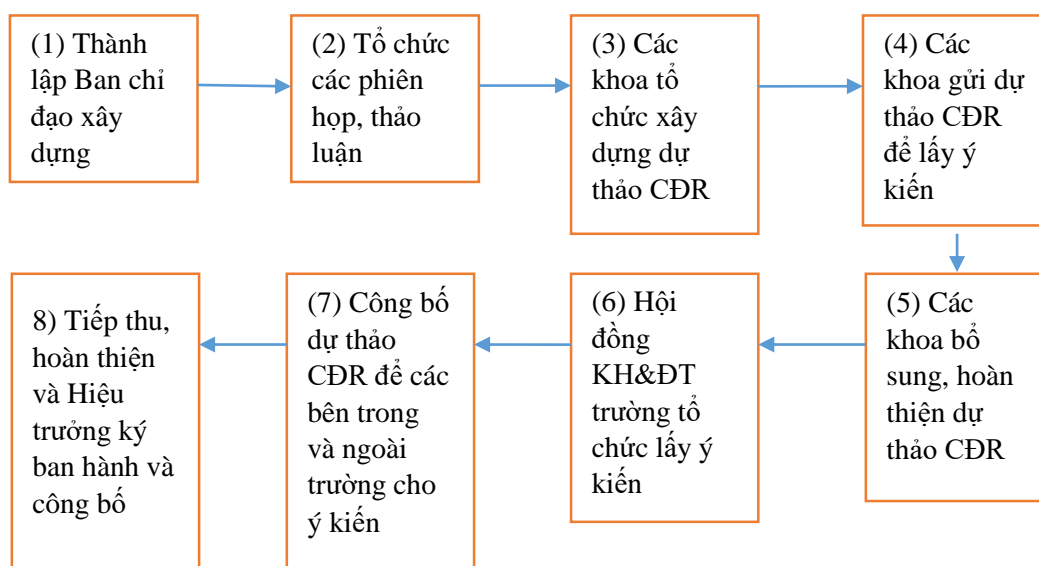 (1) Thành
lập Ban chỉ
đạo xây
dựng
(2) Tổ chức
các phiên
họp, thảo
luận
(3) Các
khoa tổ
chức xây
dựng dự
thảo CĐR
(4) Các
khoa gửi dự
thảo CĐR
để lấy ý
kiến
(5) Các
khoa bổ
sung, hoàn
thiện dự
thảo CĐR
(6) Hội
đồng
KH&ĐT
trường tổ
chức lấy ý
kiến
(7) Công bố
dự thảo
CĐR để các
bên trong
và ngoài
trường cho
ý kiến
8) Tiếp thu,
hoàn thiện
và Hiệu
trưởng ký
ban hành và
công bố